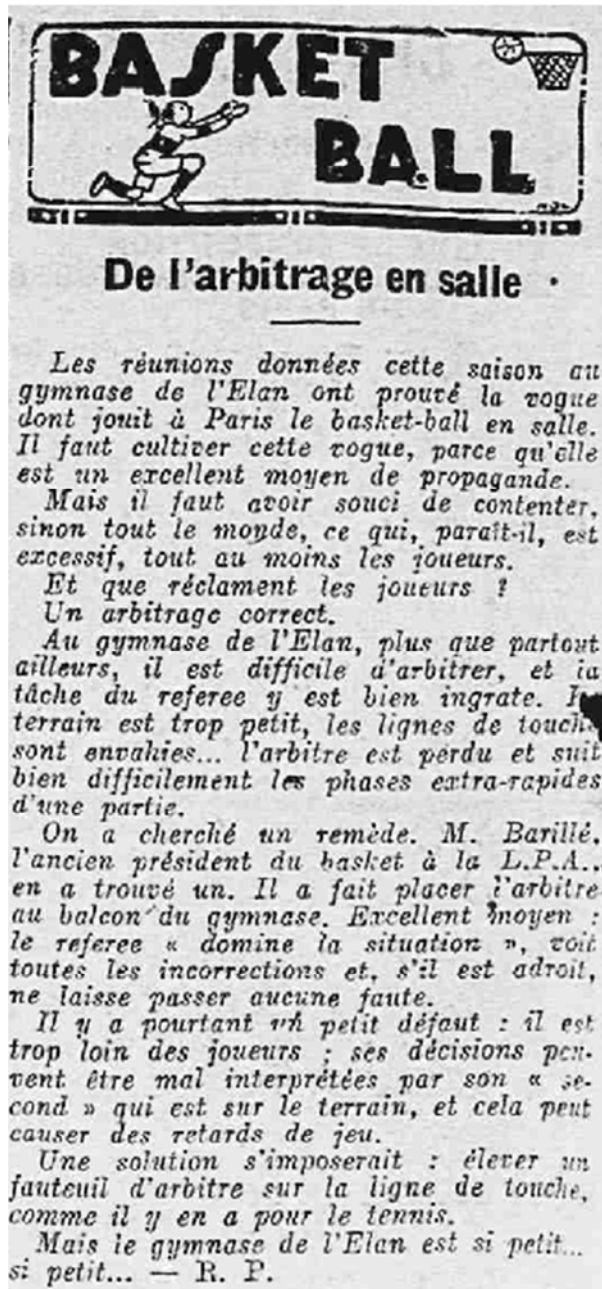 BASKET
BALL
De l'arbitrage en salle
Les réunions données cette saison au
gymnase de l'Elan ont prouvé la vogue
dont jouit à Paris le basket-ball en salle.
Il faut cultiver cette vogue, parce qu'elle
est un excellent moyen de propagande.
Mais il faut avoir souci de contenter,
sinon tout le monde, ce qui, paraît-il, est
excessif, tout au moins les joueurs.
Et que réclament les joueurs ?
Un arbitrage correct.
Au gymnase de l'Elan, plus que partout
ailleurs, il est difficile d'arbitrer, et la
tâche du referee y est bien ingrate.
terrain est trop petit, les lignes de touche
sont envahies... l'arbitre est perdu et suit
bien difficilement les phases extra-rapides
d'une partie.
On a cherché un remède. M. Barillé,
l'ancien président du basket à la L.P.A.,
en a trouvé un. Il a fait placer l'arbitre
au balcon du gymnase. Excellent moyen :
le referee « domine la situation », voit
toutes les incorrections et, s'il est adroit,
ne laisse passer aucune faute.
Il y a pourtant un petit défaut : il est
trop loin des joueurs ; ses décisions peu-
vent être mal interprétées par son « se-
cond » qui est sur le terrain, et cela peut
causer des retards de jeu.
Une solution s'imposerait : élever un
fauteuil d'arbitre sur la ligne de touche,
comme il y en a pour le tennis.
Mais le gymnase de l'Elan est si petit...
si petit... — R. P.